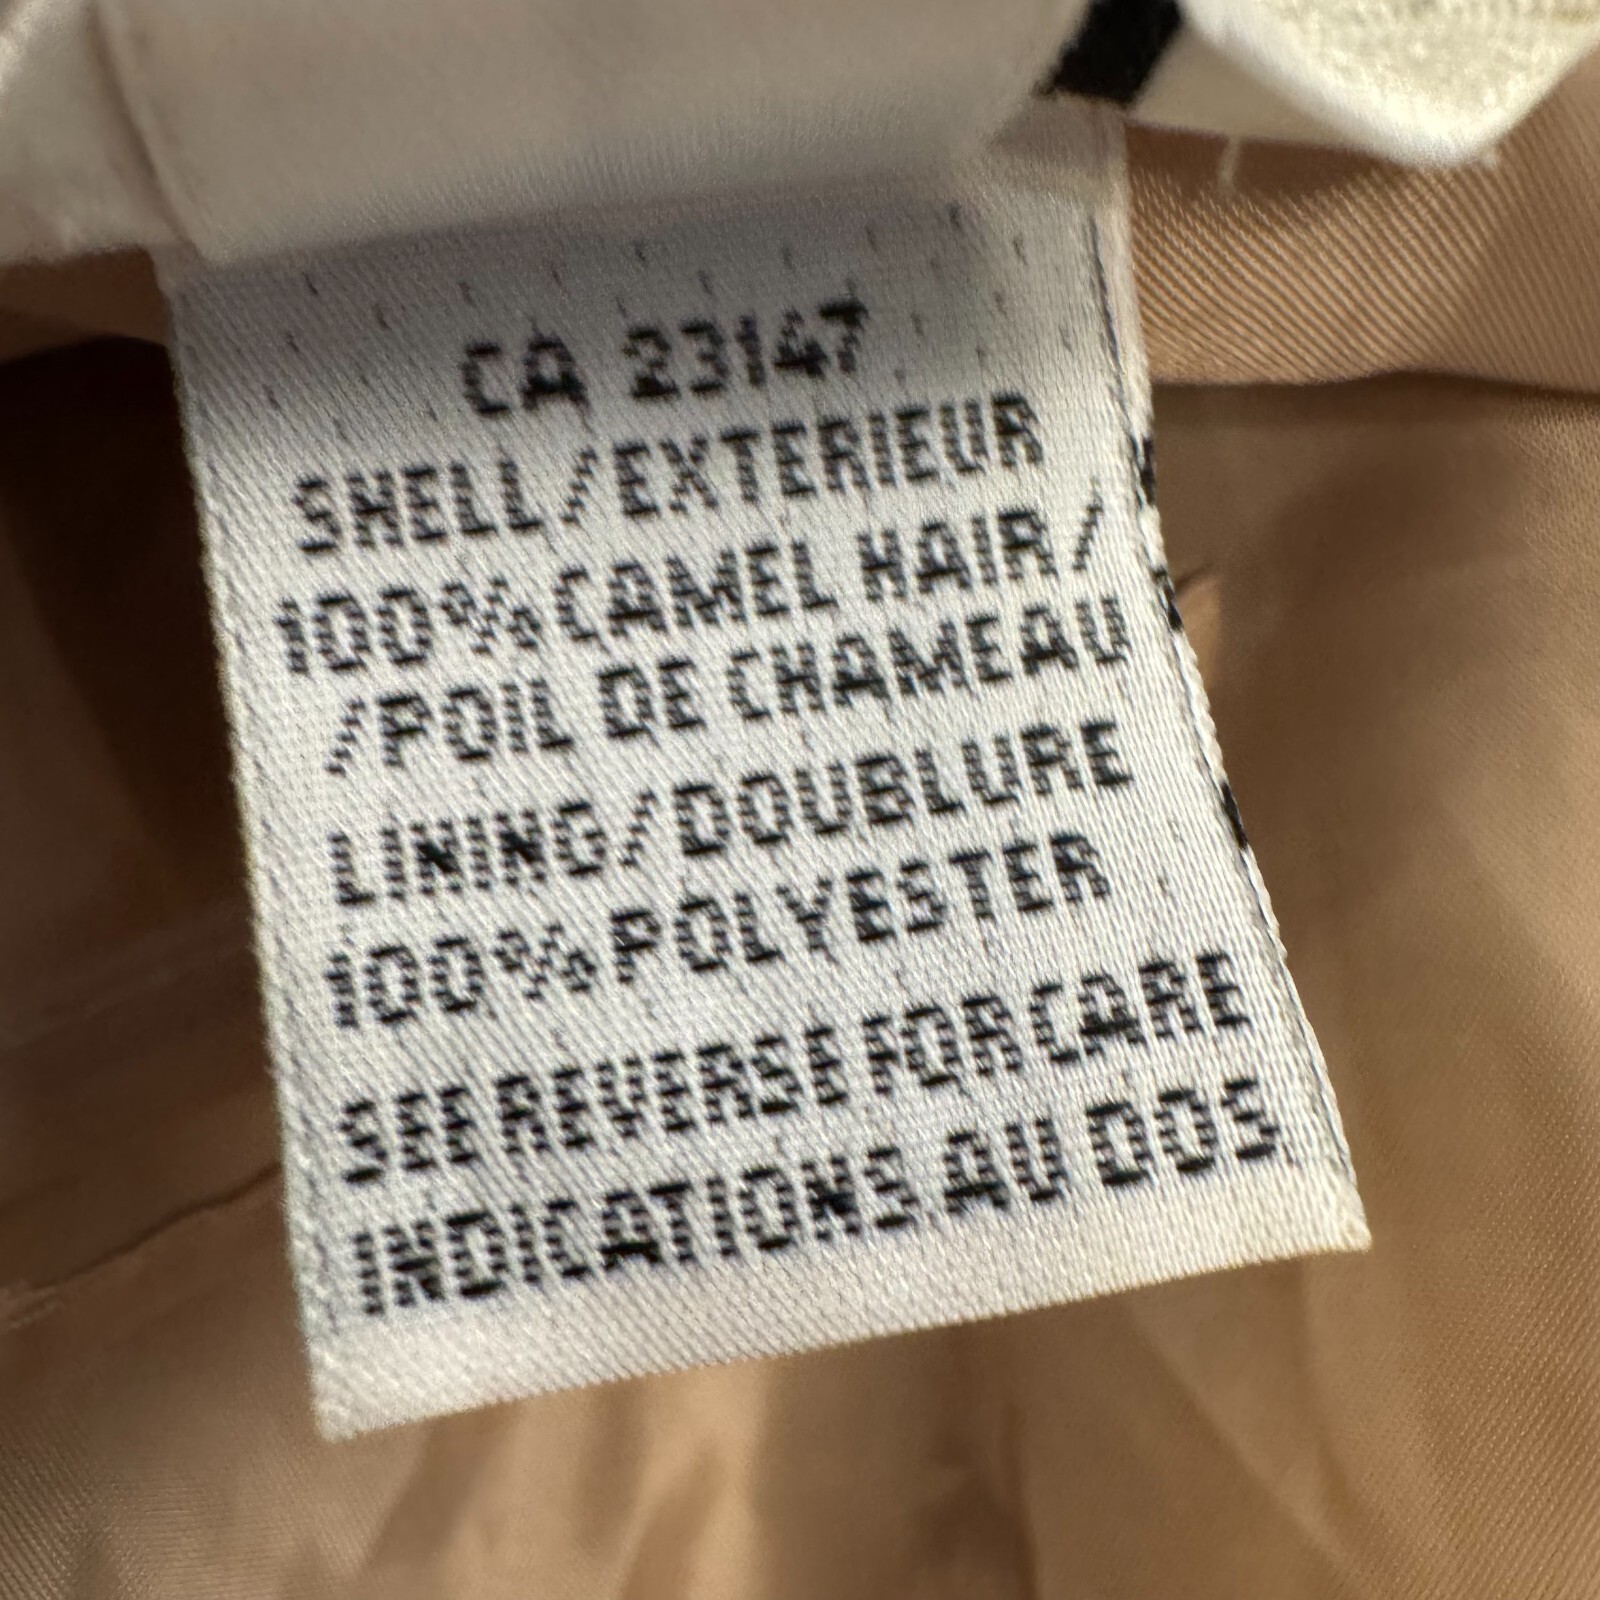 CA 23147
SHELL/EXTERIEUR
100% CAMEL HAIR/
/POIL DE CHAMEAU
LINING/DOUBLURE
100% POLYESTER
SEE REVERSE FOR CARE
INDICATIONS AU DOS